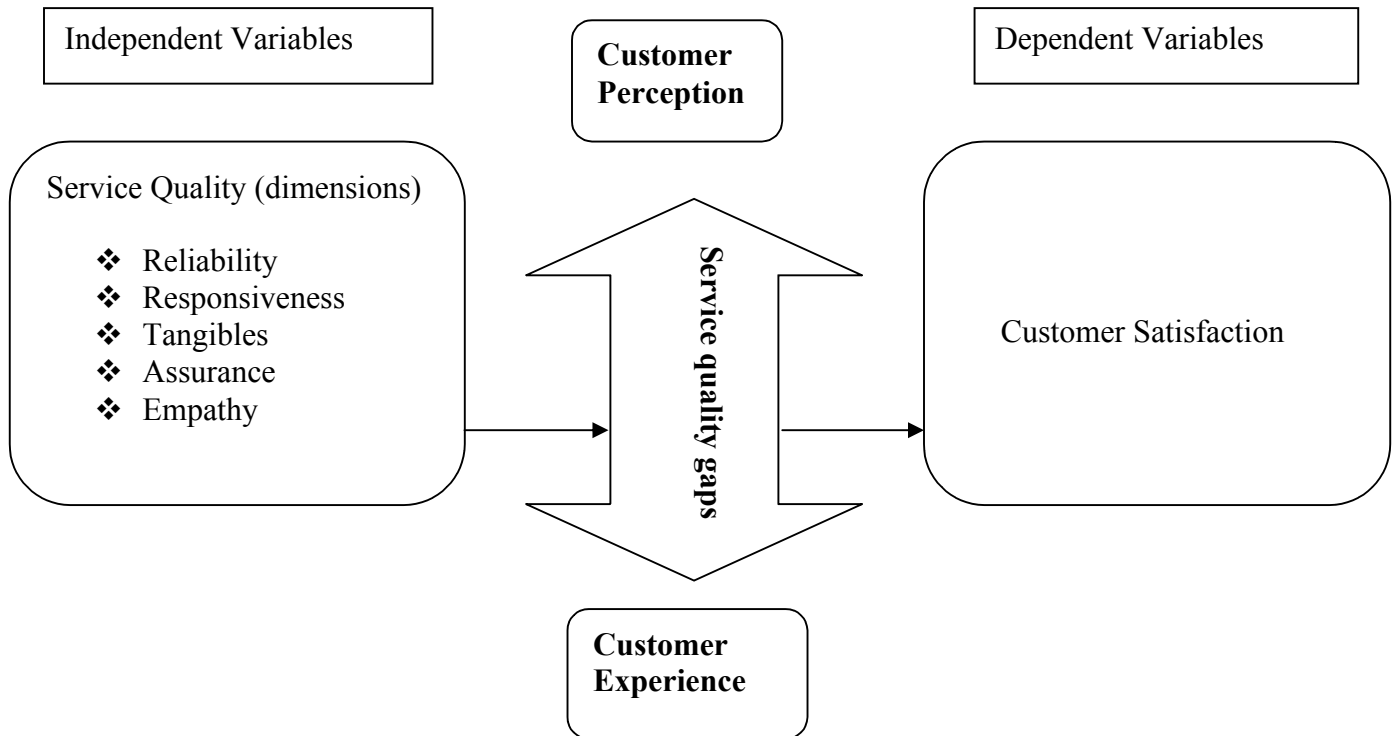 Independent Variables
Customer
Perception
Dependent Variables
Service Quality (dimensions)
❖ Reliability
❖ Responsiveness
❖ Tangibles
❖ Assurance
❖ Empathy
Service quality gaps
Customer Satisfaction
Customer
Experience